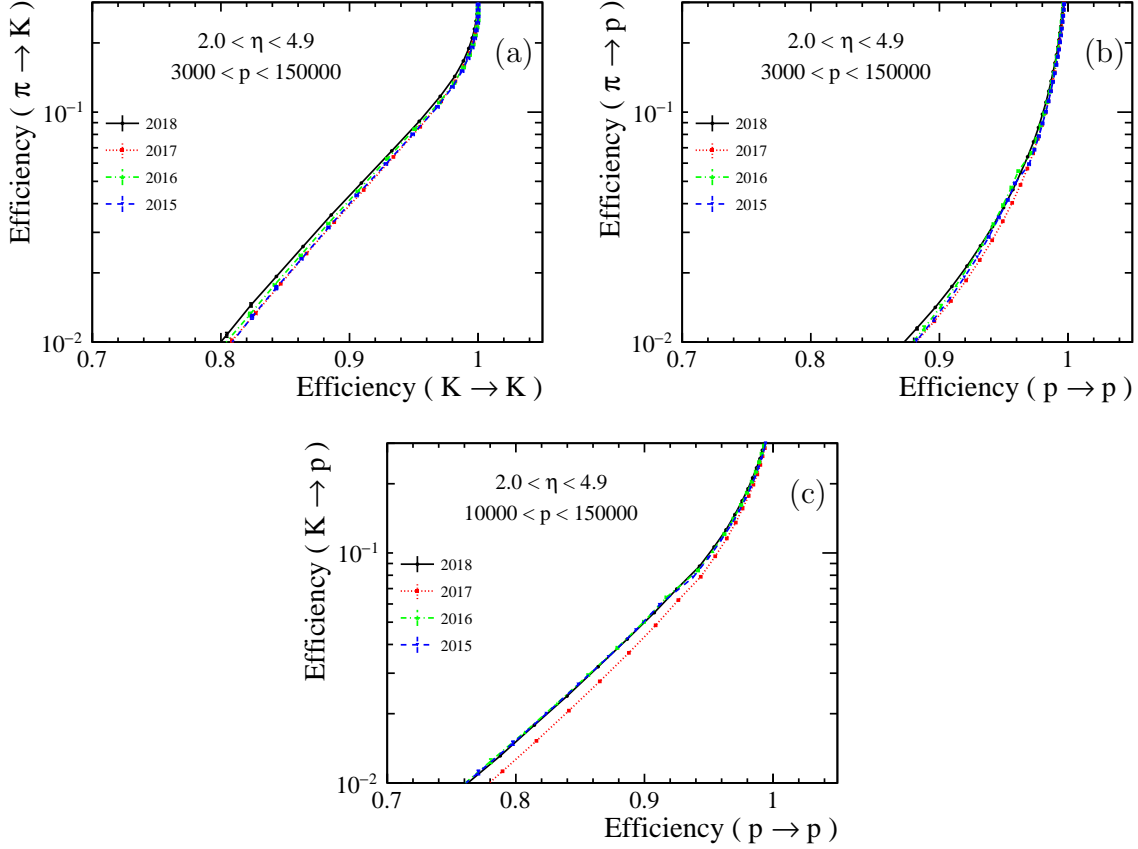 Efficiency ( π → K )
2.0 < η < 4.9
3000 < p < 150000
(a)
10⁻¹
2018
2017
2016
2015
10⁻²
0.7 0.8 0.9 1
Efficiency ( K → K )
Efficiency ( π → p )
2.0 < η < 4.9
3000 < p < 150000
(b)
10⁻¹
2018
2017
2016
2015
10⁻²
0.7 0.8 0.9 1
Efficiency ( p → p )
Efficiency ( K → p )
2.0 < η < 4.9
10000 < p < 150000
(c)
10⁻¹
2018
2017
2016
2015
10⁻²
0.7 0.8 0.9 1
Efficiency ( p → p )